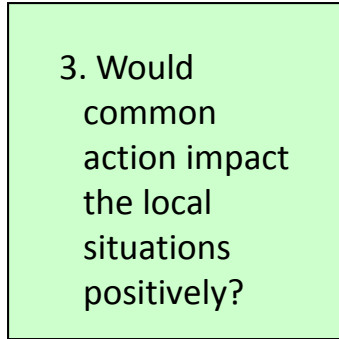 3. Would
common
action impact
the local
situations
positively?